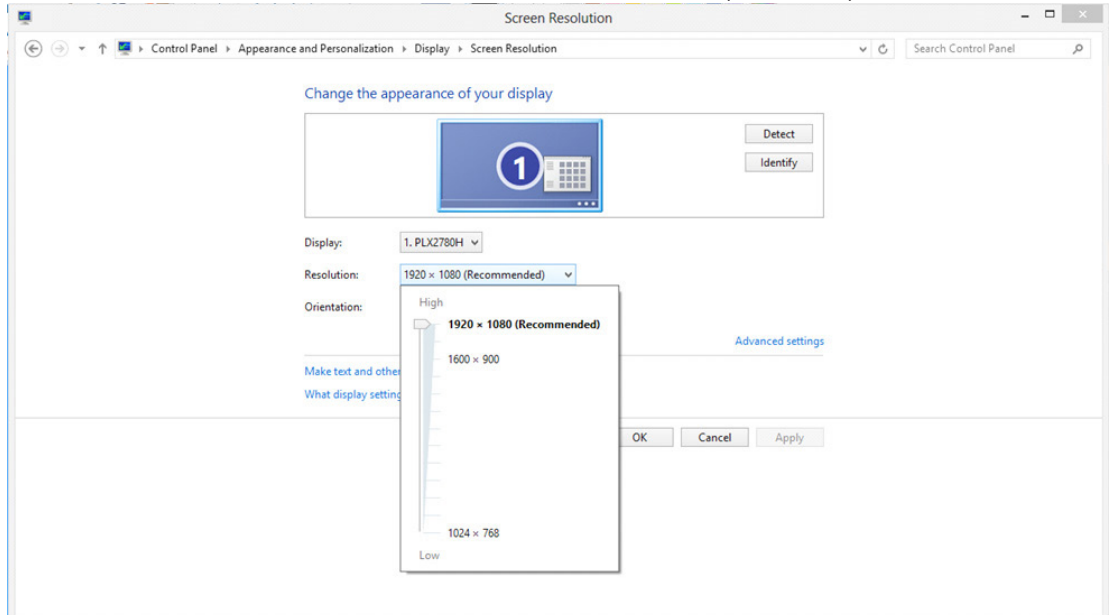 Screen Resolution
Control Panel Appearance and Personalization Display Screen Resolution
Search Control Panel
Change the appearance of your display
1
Detect
Identify
Display: 1. PLX2780H
Resolution: 1920 × 1080 (Recommended)
Orientation:
High
1920 × 1080 (Recommended)
1600 × 900
1024 × 768
Low
Advanced settings
Make text and other
What display setting
OK Cancel Apply